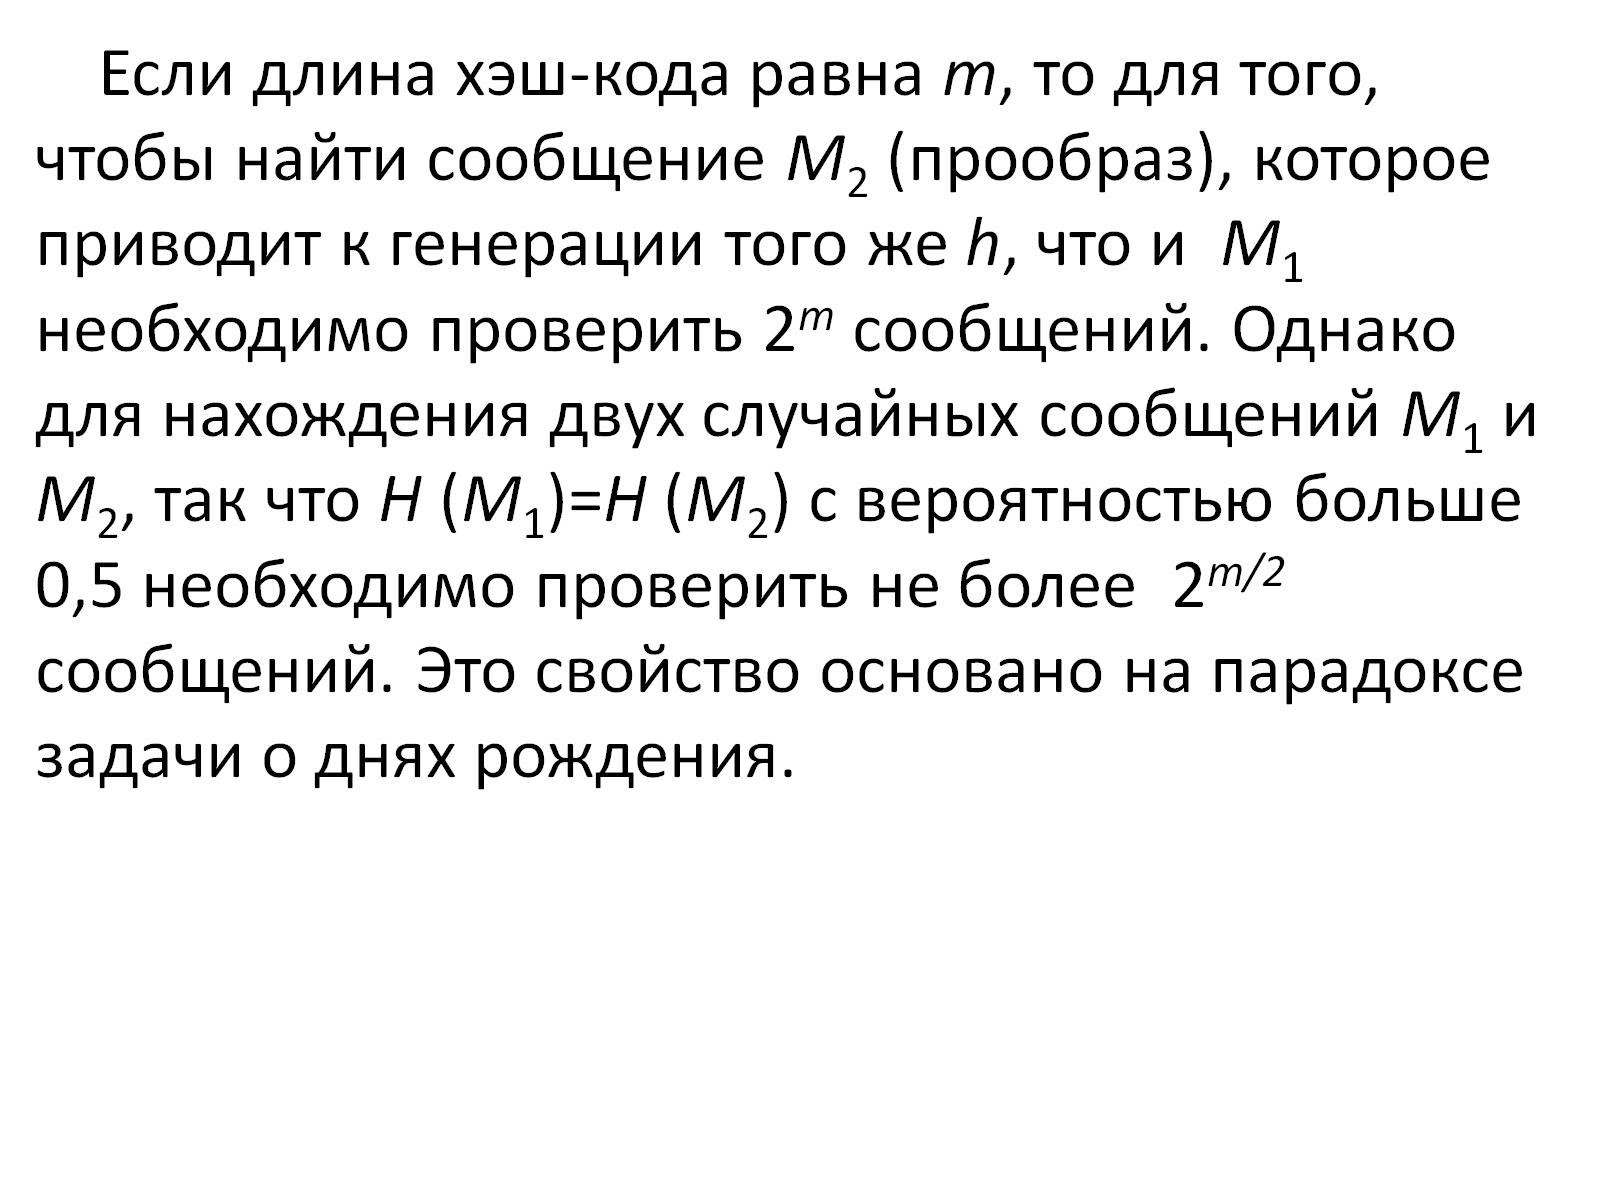 Если длина хэш-кода равна m, то для того,
чтобы найти сообщение M₂ (прообраз), которое
приводит к генерации того же h, что и M₁
необходимо проверить 2ᵐ сообщений. Однако
для нахождения двух случайных сообщений M₁ и
M₂, так что H (M₁)=H (M₂) с вероятностью больше
0,5 необходимо проверить не более 2ᵐ/²
сообщений. Это свойство основано на парадоксе
задачи о днях рождения.